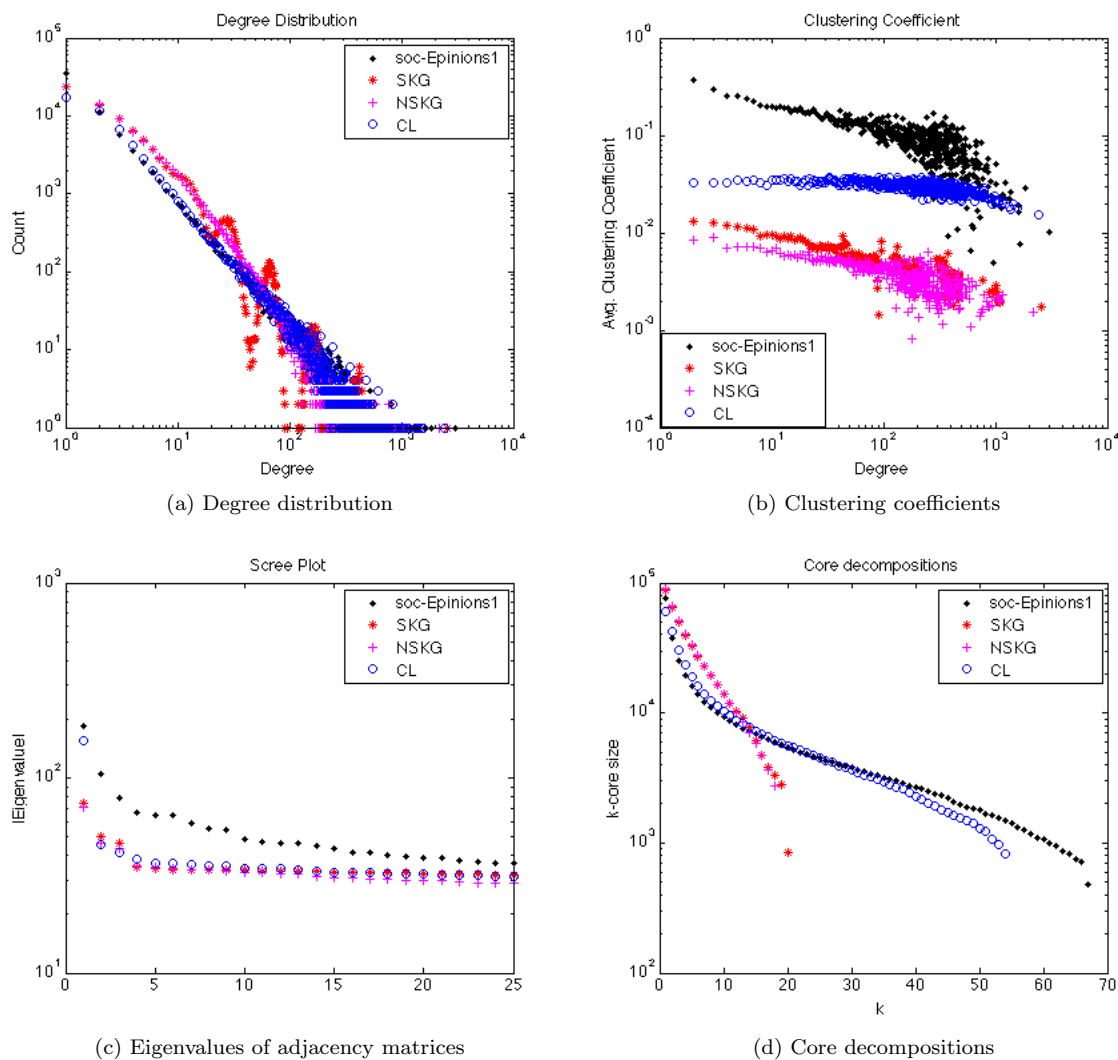 Degree Distribution
10^5
10^4
10^3
10^2
10^1
10^0
Count
soc-Epinions1
SKG
NSKG
CL
10^0 10^1 10^2 10^3 10^4
Degree
(a) Degree distribution
Clustering Coefficient
10^0
10^-1
10^-2
10^-3
10^-4
Avg. Clustering Coefficient
soc-Epinions1
SKG
NSKG
CL
10^0 10^1 10^2 10^3 10^4
Degree
(b) Clustering coefficients
Scree Plot
10^3
10^2
10^1
|Eigenvalue|
soc-Epinions1
SKG
NSKG
CL
0 5 10 15 20 25
(c) Eigenvalues of adjacency matrices
Core decompositions
10^5
10^4
10^3
10^2
k-core size
soc-Epinions1
SKG
NSKG
CL
0 10 20 30 40 50 60 70
k
(d) Core decompositions